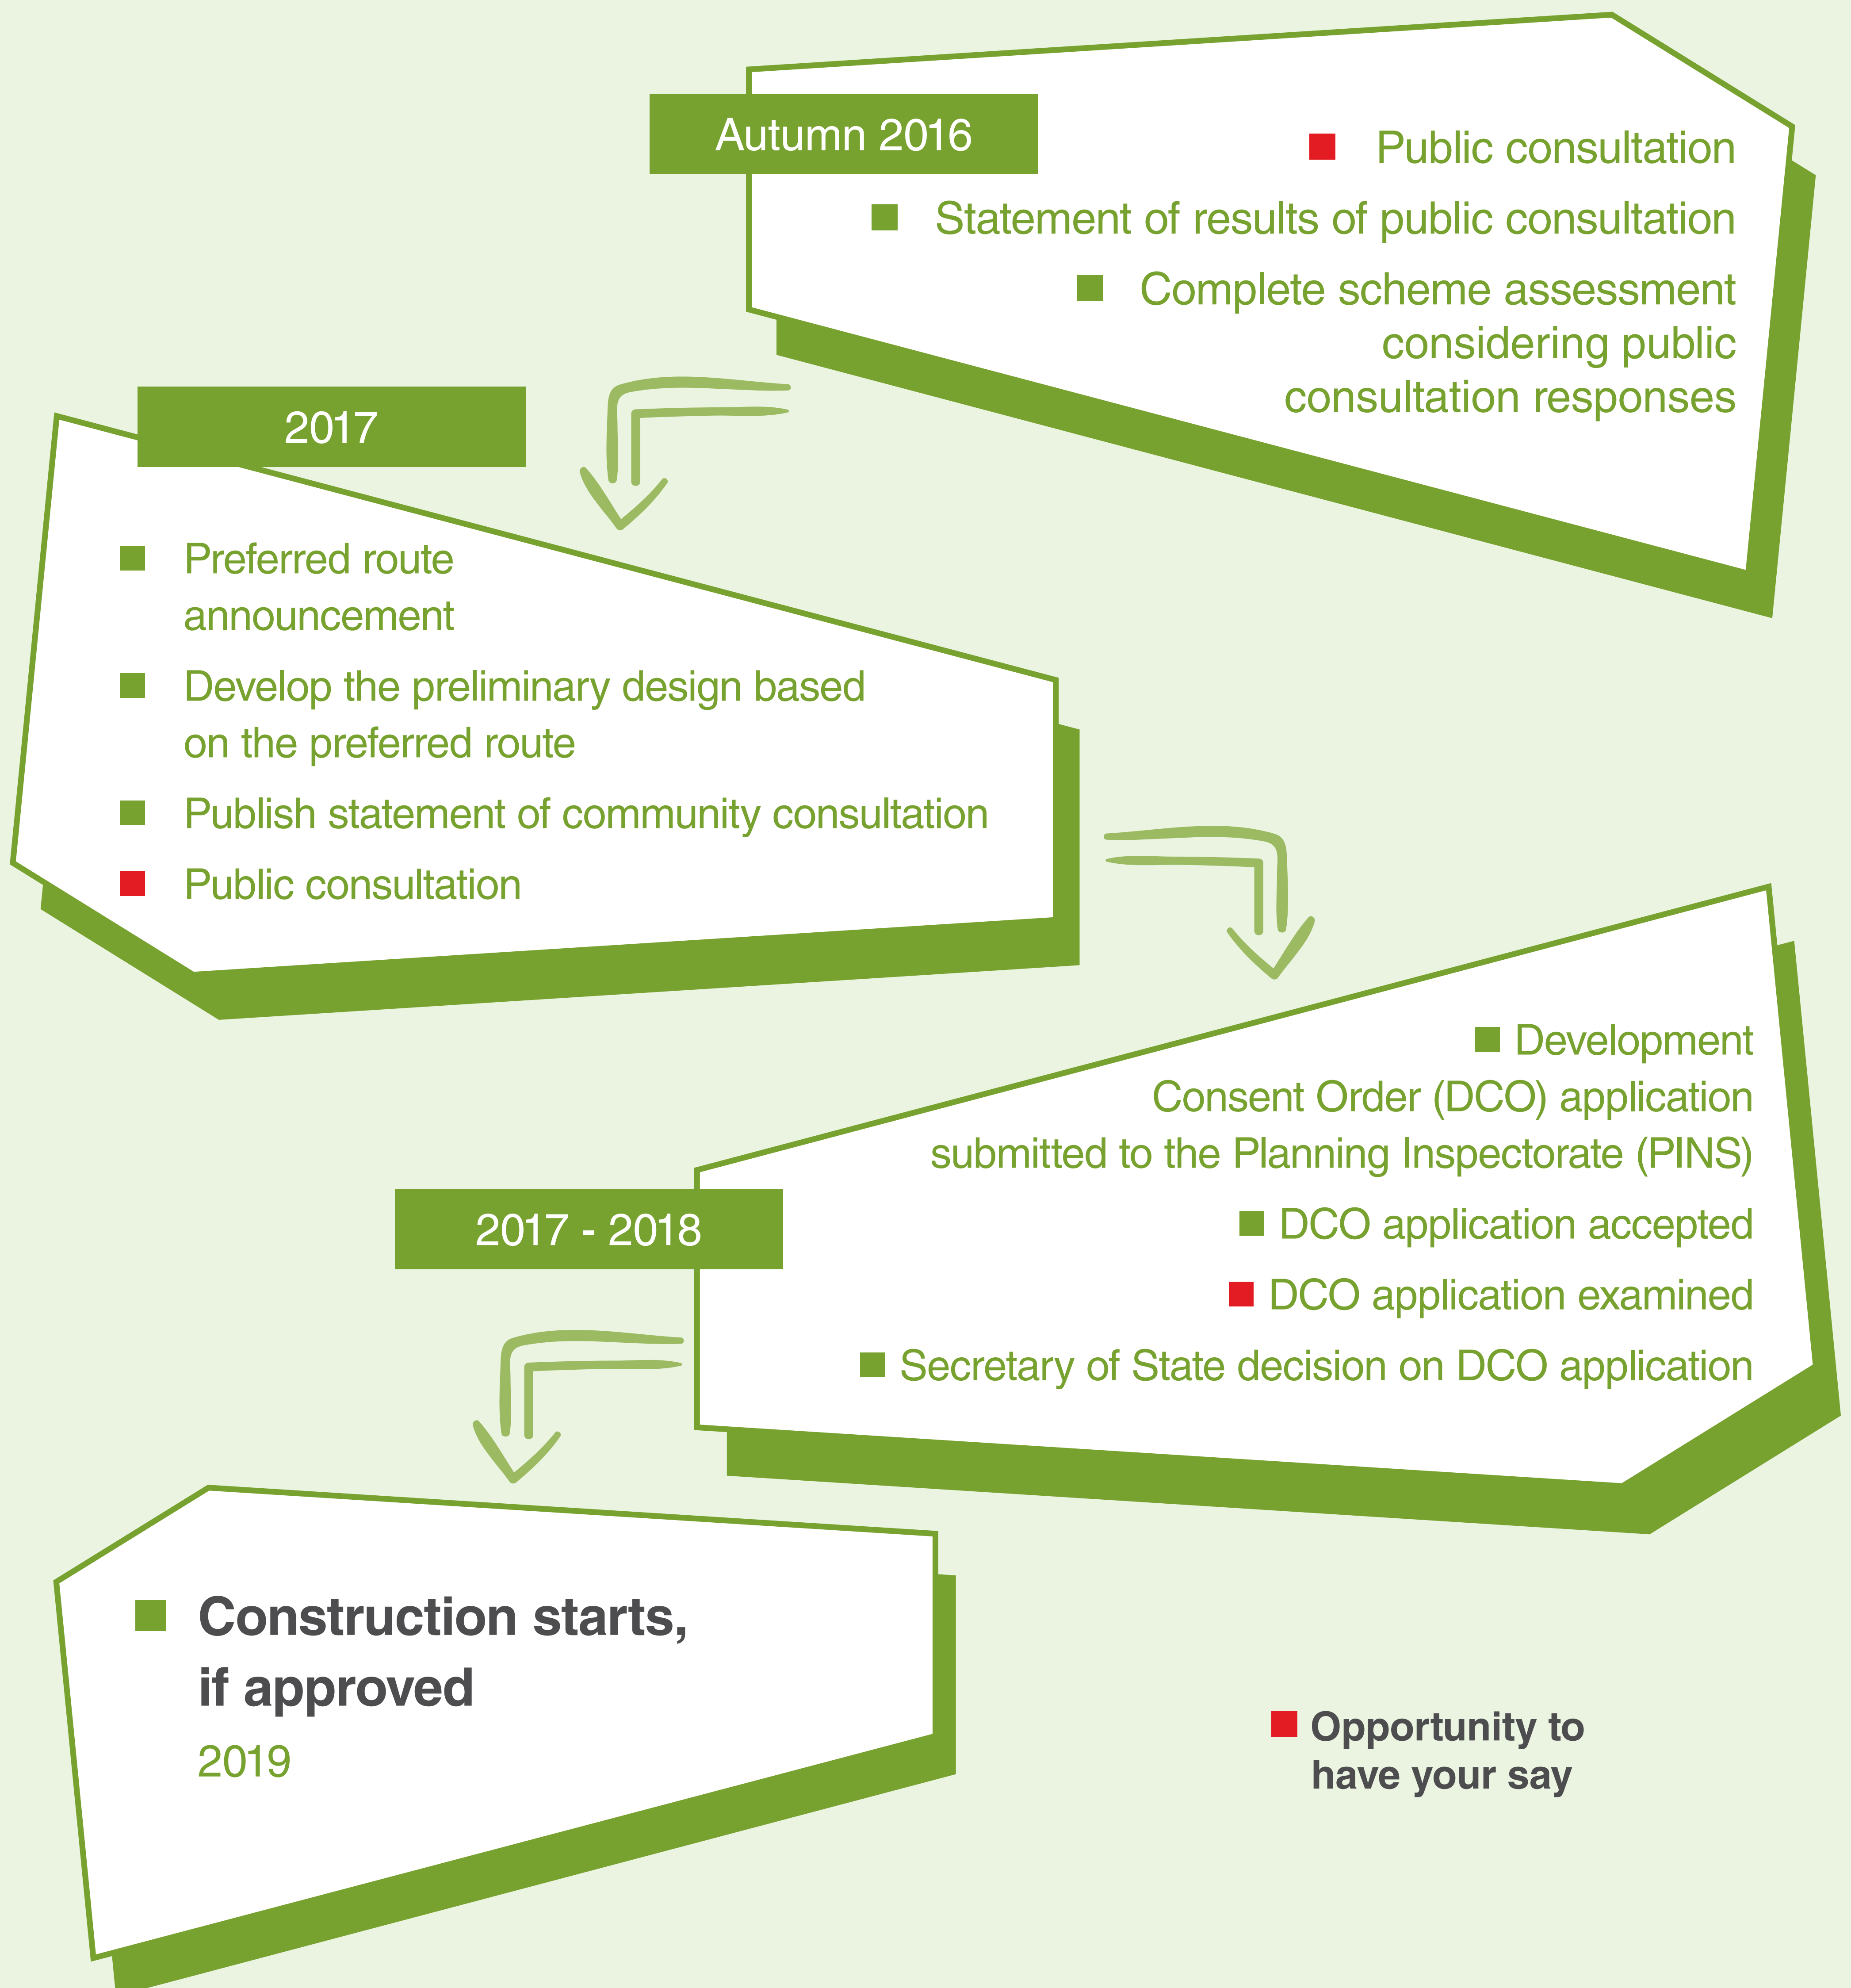 Autumn 2016
Public consultation
Statement of results of public consultation
Complete scheme assessment
considering public
consultation responses
2017
Preferred route
announcement
Develop the preliminary design based
on the preferred route
Publish statement of community consultation
Public consultation
2017 - 2018
Development
Consent Order (DCO) application
submitted to the Planning Inspectorate (PINS)
DCO application accepted
DCO application examined
Secretary of State decision on DCO application
Construction starts,
if approved
2019
Opportunity to
have your say